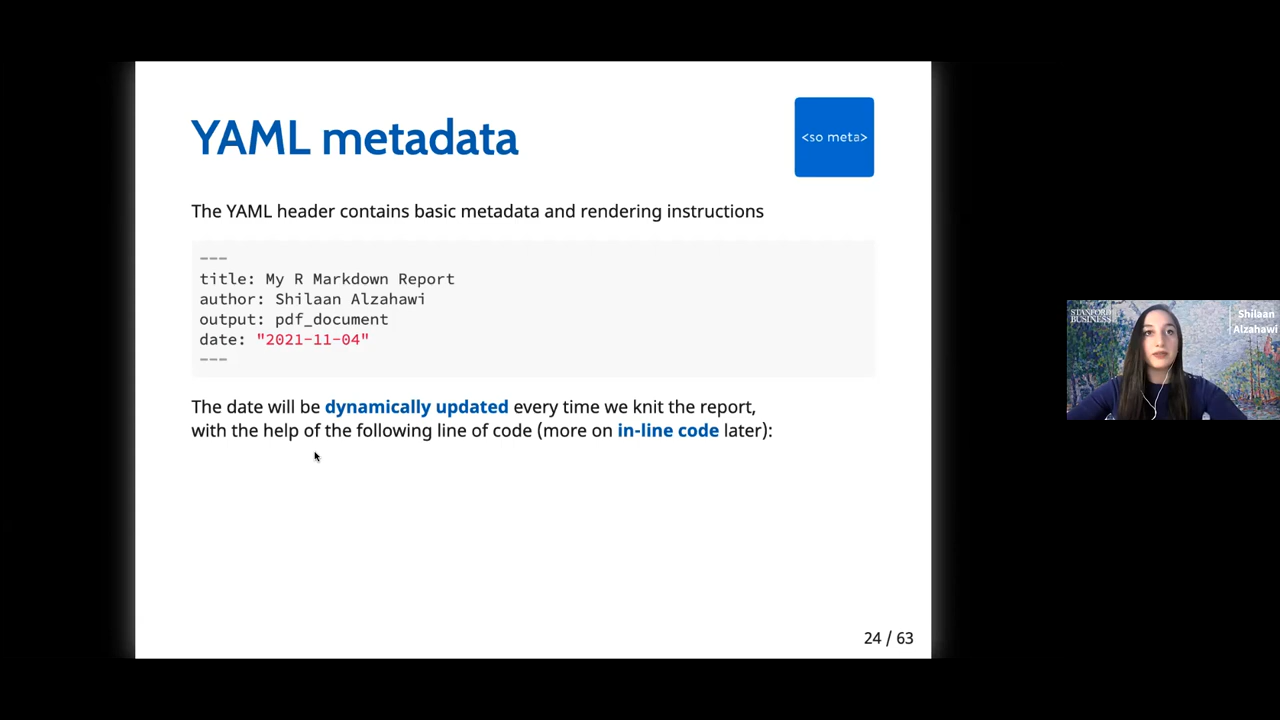 YAML metadata
<so meta>
The YAML header contains basic metadata and rendering instructions
---
title: My R Markdown Report
author: Shilaan Alzahawi
output: pdf_document
date: "2021-11-04"
---
The date will be dynamically updated every time we knit the report,
with the help of the following line of code (more on in-line code later):
24 / 63
STANFORD
BUSINESS
Shilaan
Alzahawi